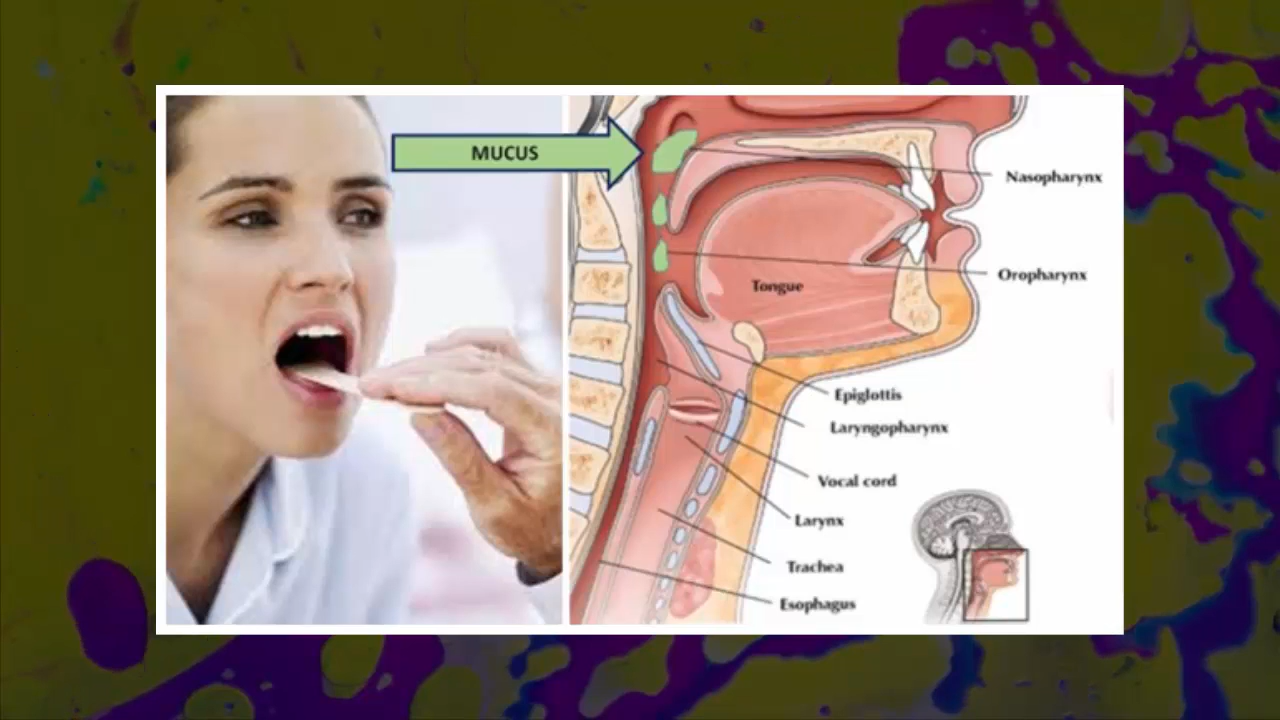 MUCUS
Nasopharynx
Oropharynx
Tongue
Epiglottis
Laryngopharynx
Vocal cord
Larynx
Trachea
Esophagus